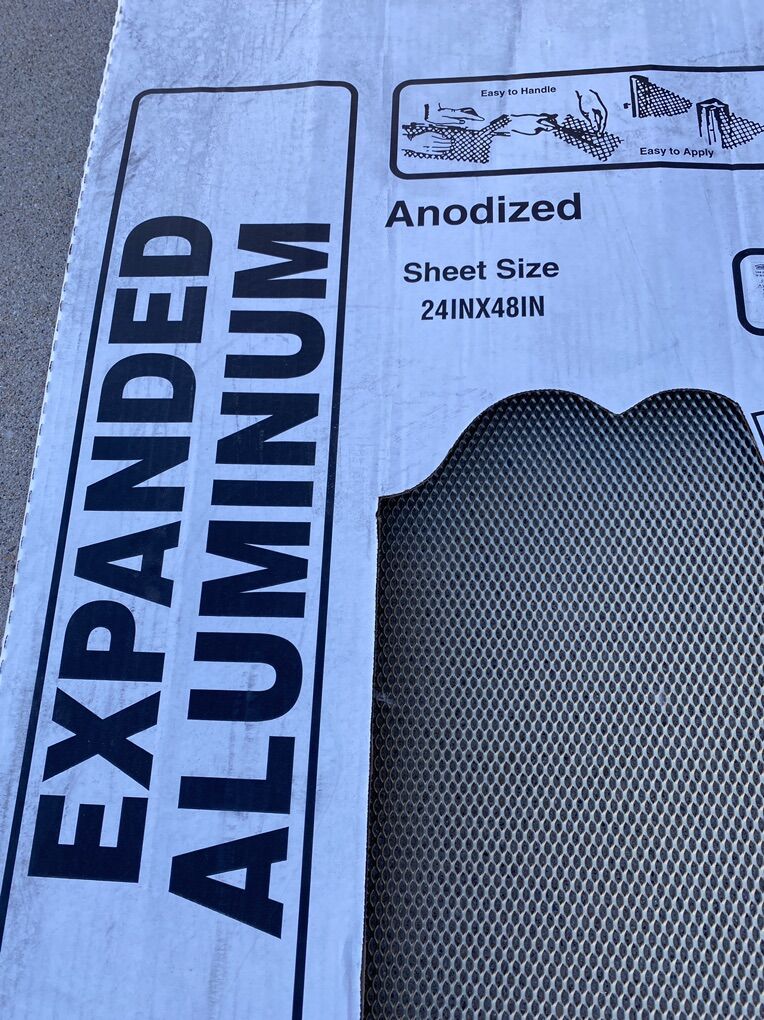 Easy to Handle
Easy to Apply
Anodized
Sheet Size
24INX48IN
EXPANDED
ALUMINUM